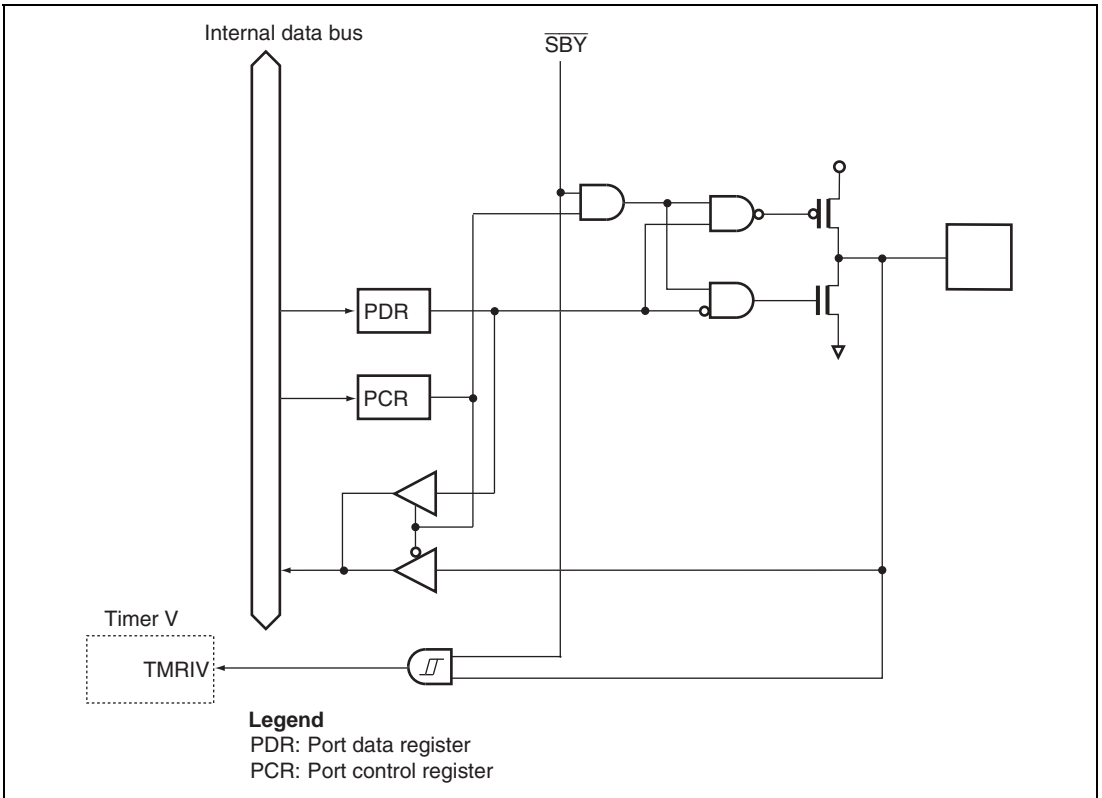 Internal data bus
SBY
PDR
PCR
Timer V
TMRIV
Legend
PDR: Port data register
PCR: Port control register